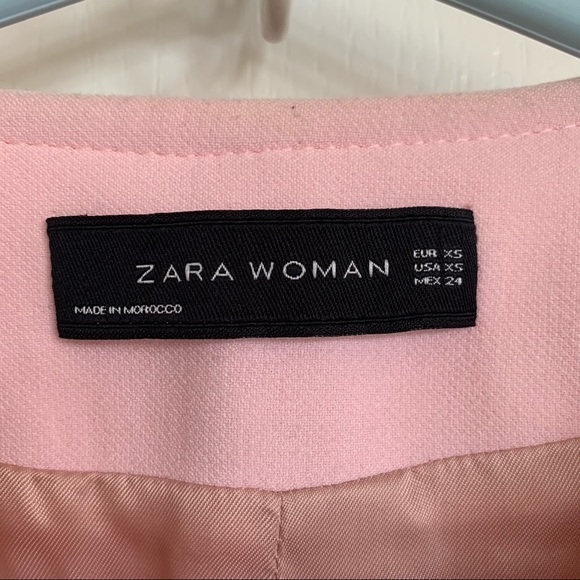 ZARA WOMAN
EUR XS
USA XS
MEX 24
MADE IN MOROCCO